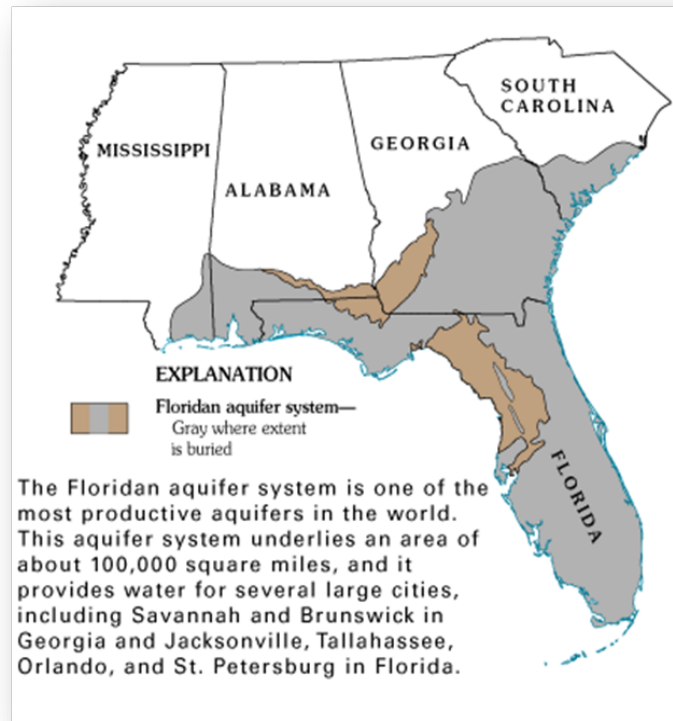 SOUTH
CAROLINA
MISSISSIPPI
GEORGIA
ALABAMA
EXPLANATION
Floridan aquifer system—
Gray where extent
is buried
FLORIDA
The Floridan aquifer system is one of the
most productive aquifers in the world.
This aquifer system underlies an area of
about 100,000 square miles, and it
provides water for several large cities,
including Savannah and Brunswick in
Georgia and Jacksonville, Tallahassee,
Orlando, and St. Petersburg in Florida.